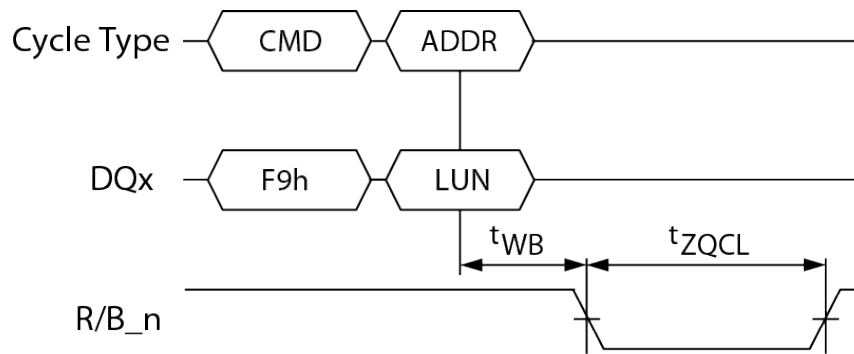 Cycle Type CMD ADDR
DQx F9h LUN
tWB tZQCL
R/B_n